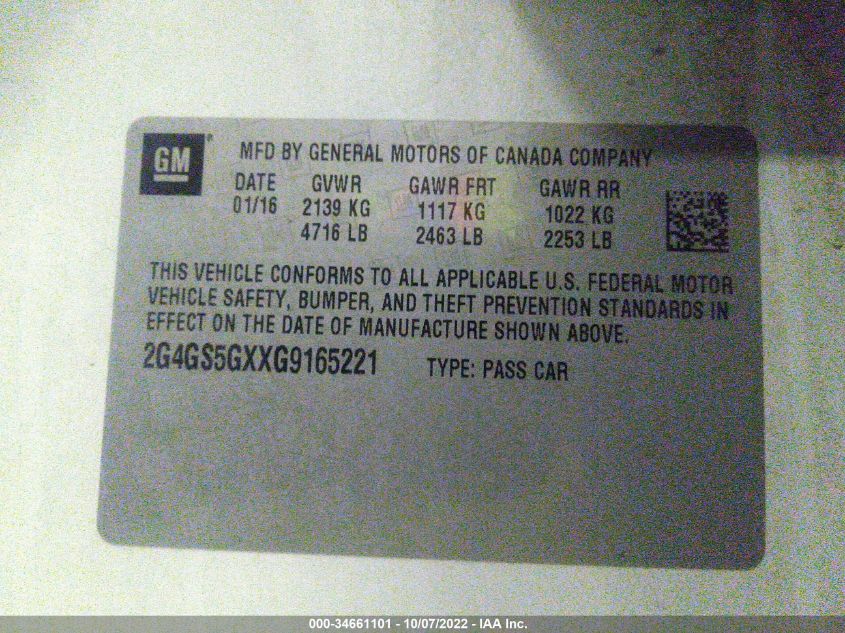 GM®
MFD BY GENERAL MOTORS OF CANADA COMPANY
DATE GVWR GAWR FRT GAWR RR
01/16 2139 KG 1117 KG 1022 KG
4716 LB 2463 LB 2253 LB
THIS VEHICLE CONFORMS TO ALL APPLICABLE U.S. FEDERAL MOTOR
VEHICLE SAFETY, BUMPER, AND THEFT PREVENTION STANDARDS IN
EFFECT ON THE DATE OF MANUFACTURE SHOWN ABOVE.
2G4GS5GXXG9165221 TYPE: PASS CAR
000-34661101 - 10/07/2022 - IAA Inc.